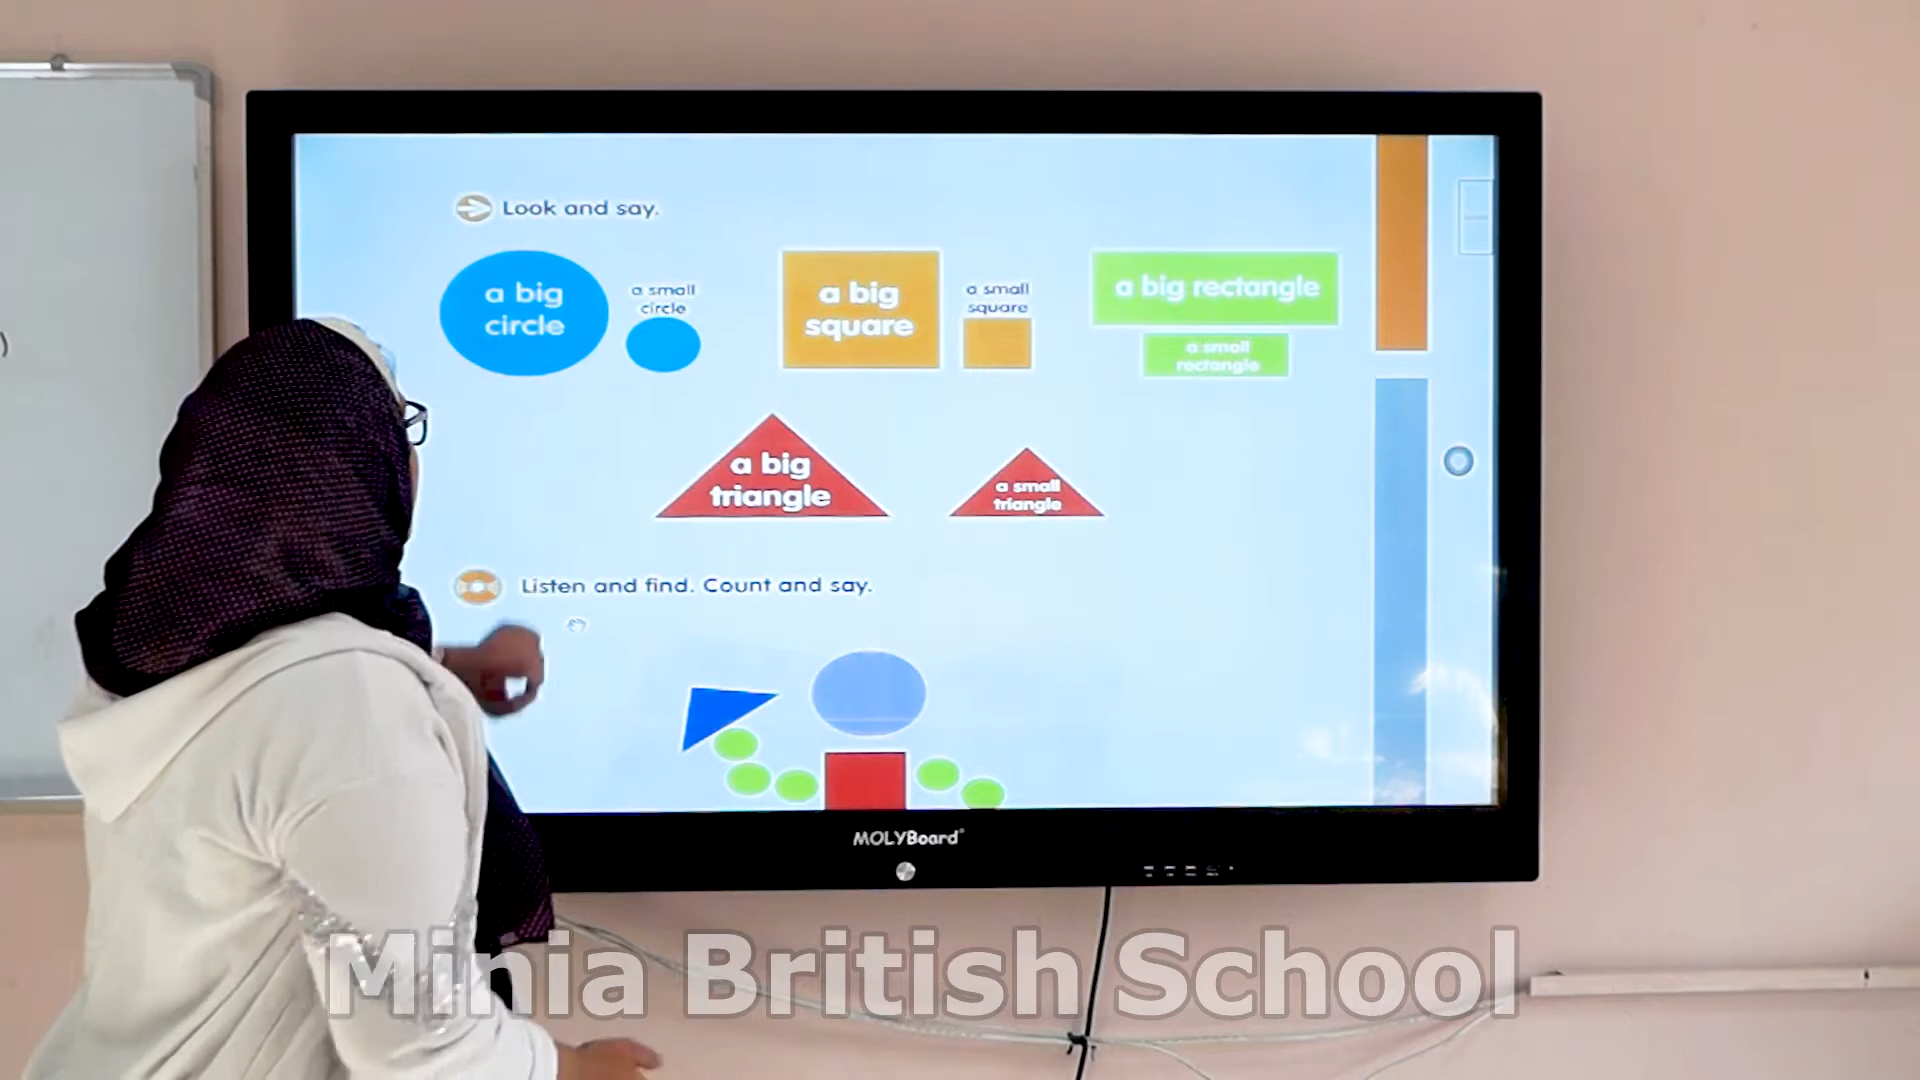 Look and say.
a big
circle
a small
circle
a big
square
a small
square
a big rectangle
a small
rectangle
a big
triangle
a small
triangle
Listen and find. Count and say.
MOLYBoard
Minia British School